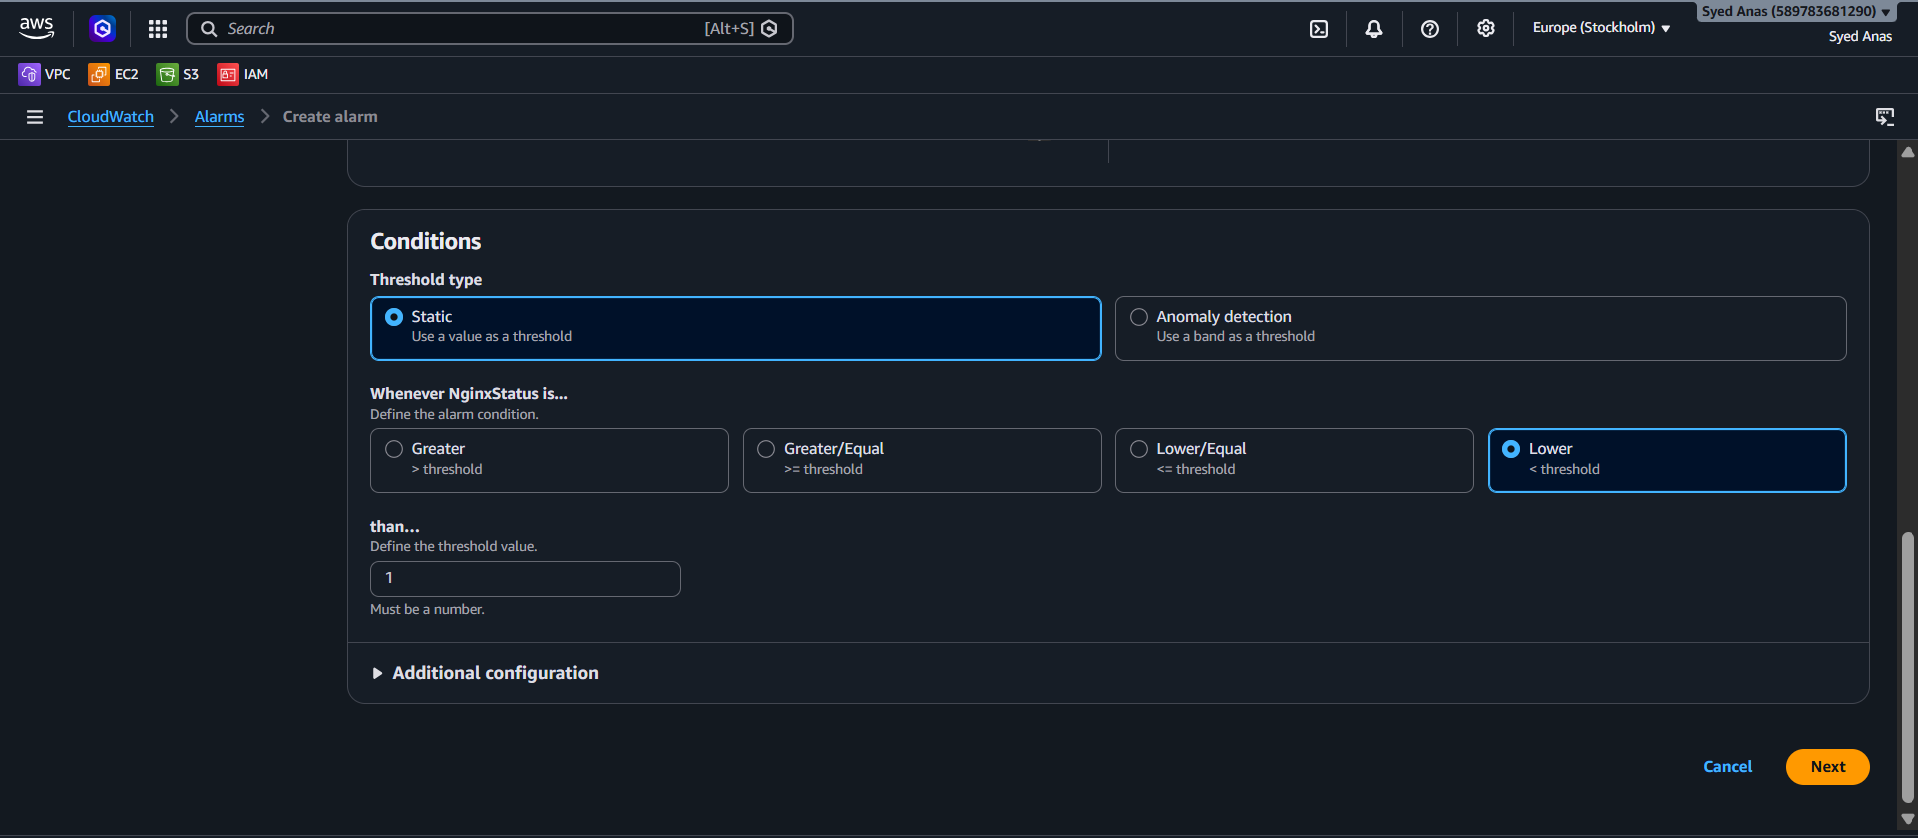 aws
Search
[Alt+S]
Europe (Stockholm)
Syed Anas (589783681290)
Syed Anas
VPC
EC2
S3
IAM
CloudWatch
Alarms
Create alarm
Conditions
Threshold type
Static
Use a value as a threshold
Anomaly detection
Use a band as a threshold
Whenever NginxStatus is...
Define the alarm condition.
Greater
> threshold
Greater/Equal
>= threshold
Lower/Equal
<= threshold
Lower
< threshold
than...
Define the threshold value.
1
Must be a number.
Additional configuration
Cancel
Next